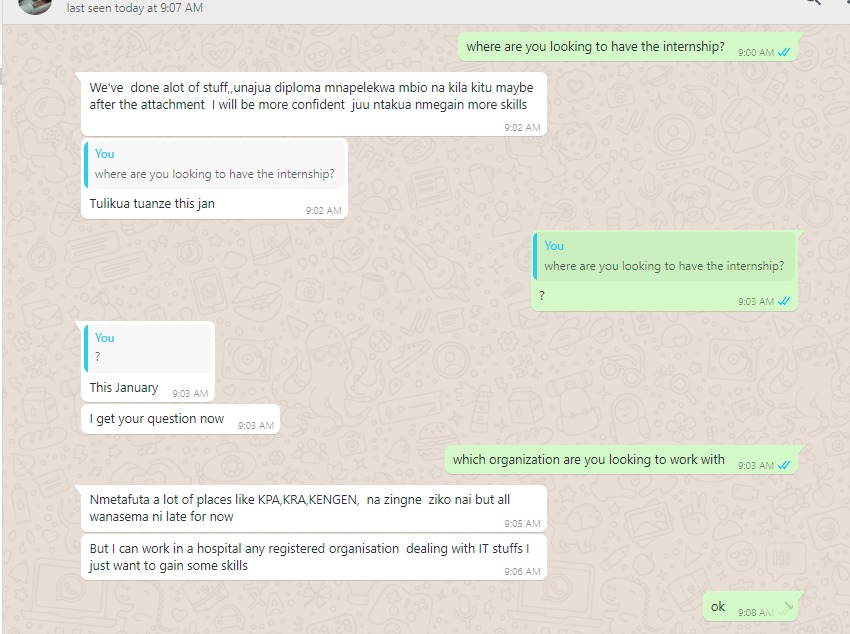 last seen today at 9:07 AM
where are you looking to have the internship?
9:00 AM
We've done alot of stuff,,unajua diploma mnapelekwa mbio na kila kitu maybe
after the attachment I will be more confident juu ntakua nmegain more skills
9:02 AM
You
where are you looking to have the internship?
Tulikua tuanze this jan
9:02 AM
You
where are you looking to have the internship?
?
9:03 AM
You
?
This January
9:03 AM
I get your question now
9:03 AM
which organization are you looking to work with
9:03 AM
Nmetafuta a lot of places like KPA,KRA,KENGEN, na zingne ziko nai but all
wanasema ni late for now
9:05 AM
But I can work in a hospital any registered organisation dealing with IT stuffs I
just want to gain some skills
9:06 AM
ok
9:08 AM